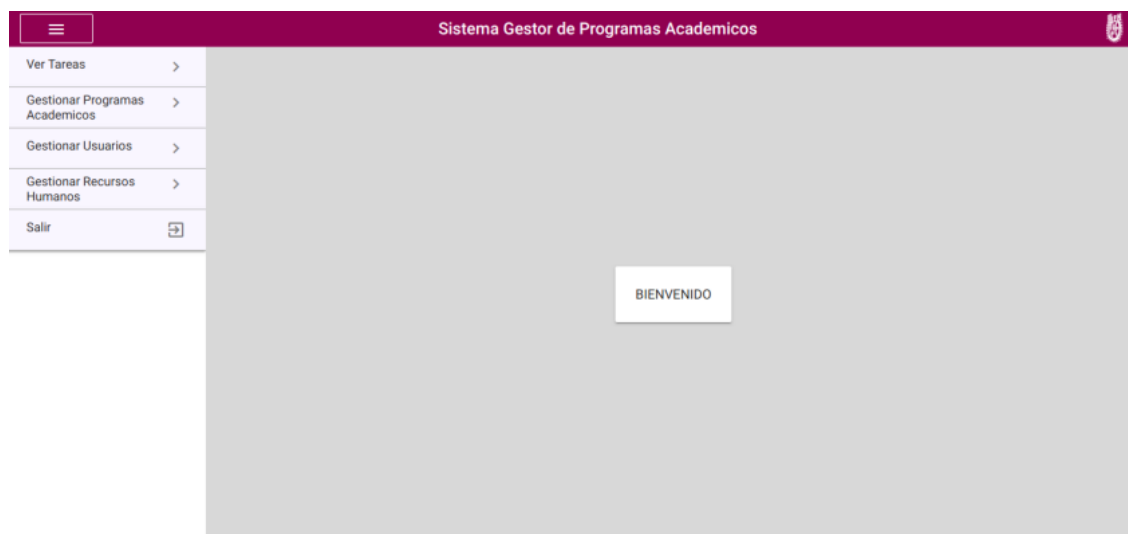 Sistema Gestor de Programas Academicos
Ver Tareas
Gestionar Programas
Academicos
Gestionar Usuarios
Gestionar Recursos
Humanos
Salir
BIENVENIDO